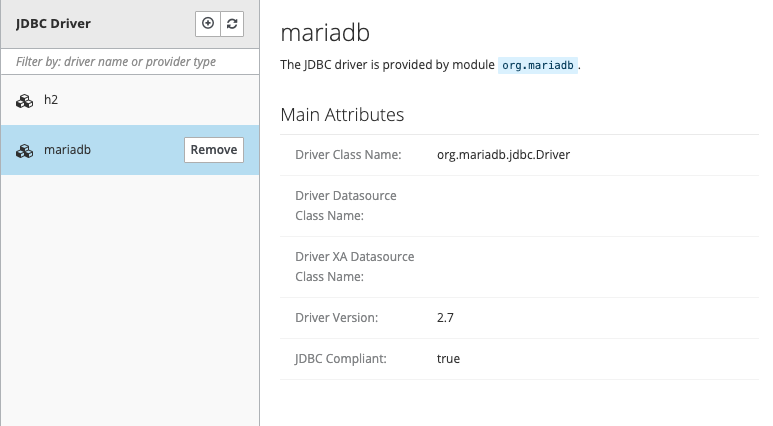 JDBC Driver
Filter by: driver name or provider type
h2
mariadb
Remove
mariadb
The JDBC driver is provided by module org.mariadb.
Main Attributes
Driver Class Name: org.mariadb.jdbc.Driver
Driver Datasource
Class Name:
Driver XA Datasource
Class Name:
Driver Version: 2.7
JDBC Compliant: true